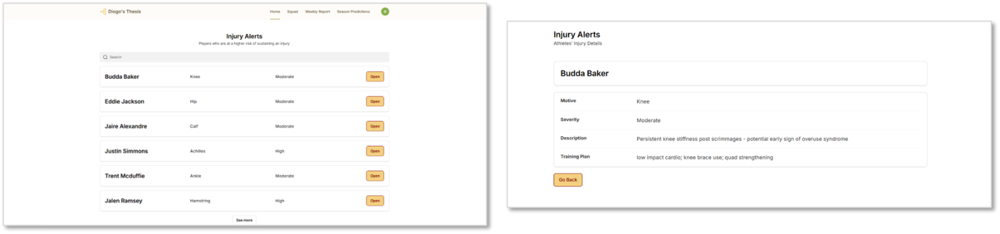 Diogo's Thesis
Home Squad Weekly Report Season Predictions D
Injury Alerts
Players who are at a higher risk of sustaining an injury
Search
Budda Baker Knee Moderate Open
Eddie Jackson Hip Moderate Open
Jaire Alexandre Calf Moderate Open
Justin Simmons Achilles High Open
Trent Mcduffie Ankle Moderate Open
Jalen Ramsey Hamstring High Open
See more
Injury Alerts
Athletes' Injury Details
Budda Baker
Motive Knee
Severity Moderate
Description Persistent knee stiffness post scrimmages - potential early sign of overuse syndrome
Training Plan low impact cardio; knee brace use; quad strengthening
Go Back